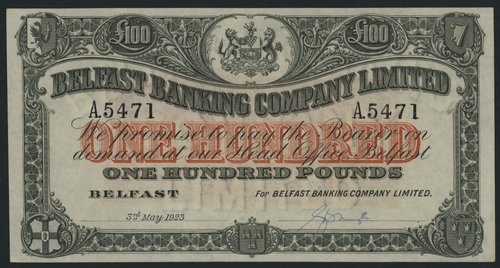 £100 £100
BELFAST BANKING COMPANY LIMITED
A.5471 A.5471
We promise to pay the Bearer on
ONE HUNDRED
demand at our Head Office Belfast
ONE HUNDRED POUNDS
BELFAST For BELFAST BANKING COMPANY LIMITED.
3rd May 1923